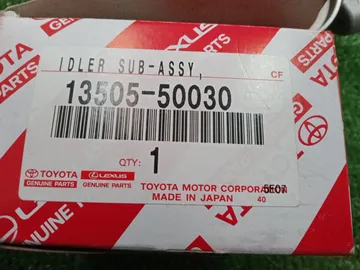 PARTS
IDLER SUB-ASSY,
CF
13505-50030
QTY: 1
TOYOTA LEXUS
GENUINE PARTS GENUINE PARTS
TOYOTA MOTOR CORPORATION 5E07
MADE IN JAPAN 40